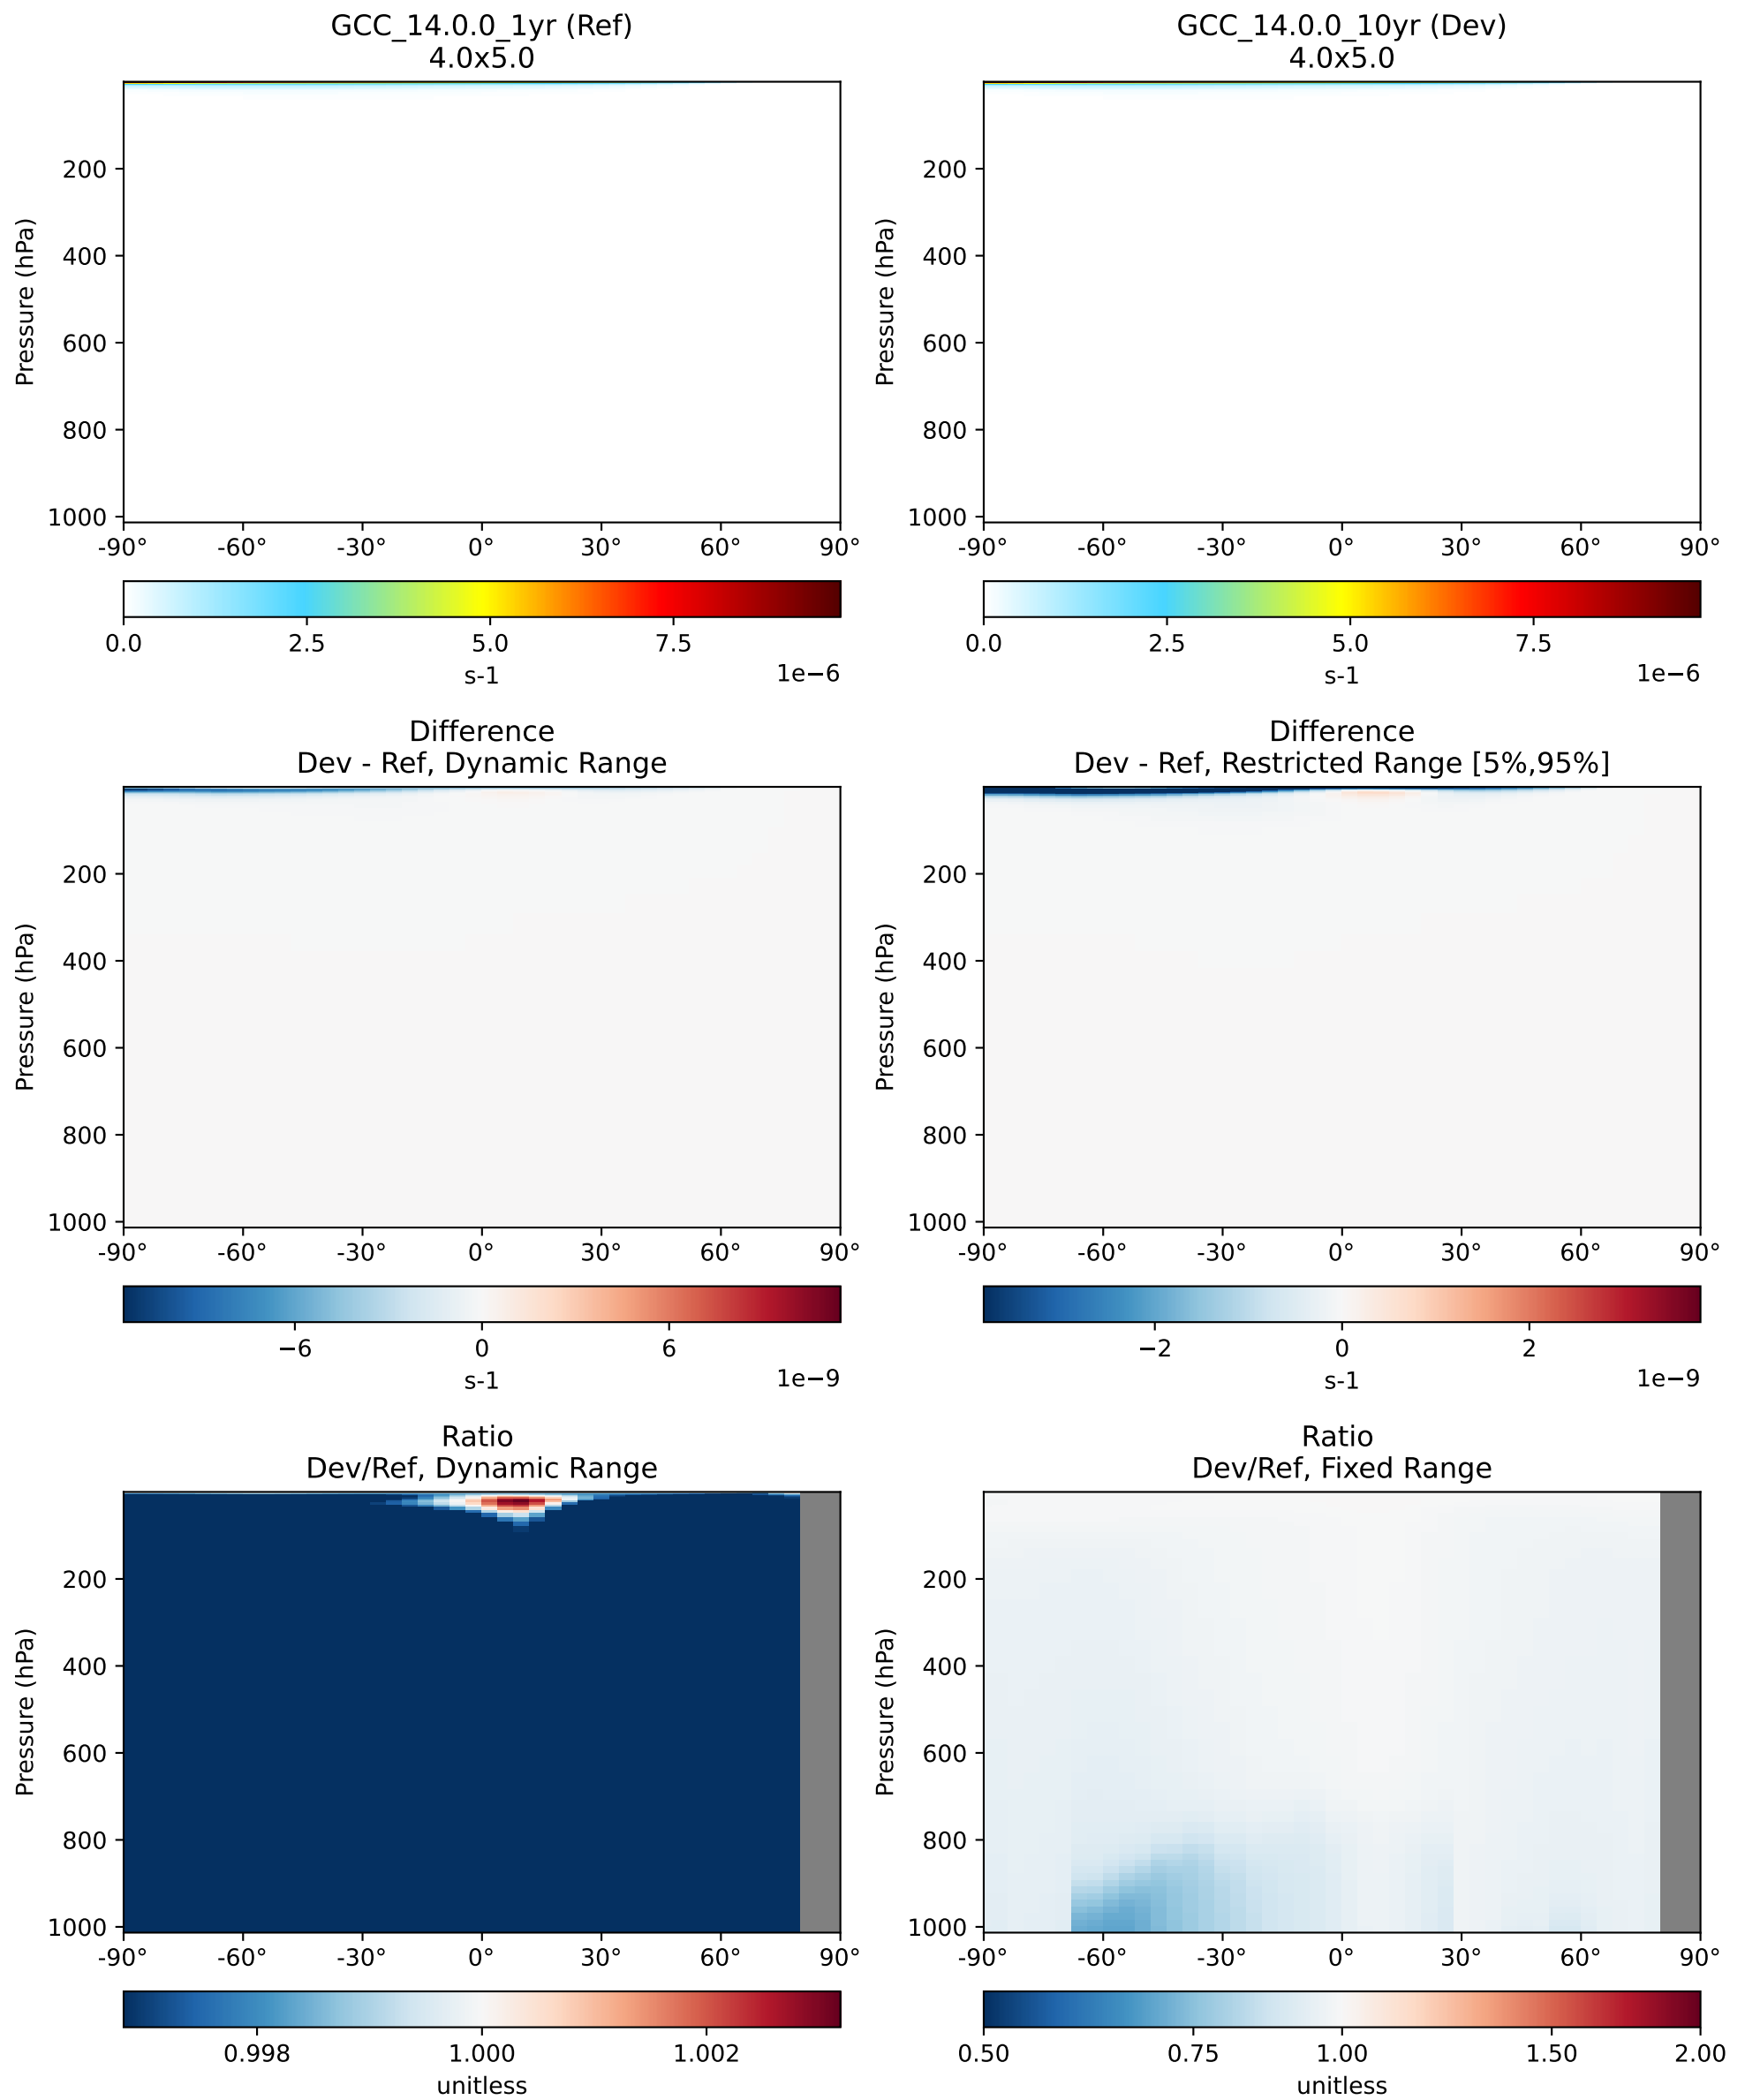 GCC_14.0.0_1yr (Ref)
4.0x5.0
Pressure (hPa)
200
400
600
800
1000
-90° -60° -30° 0° 30° 60° 90°
0.0 2.5 5.0 7.5
s-1 1e−6
GCC_14.0.0_10yr (Dev)
4.0x5.0
Pressure (hPa)
200
400
600
800
1000
-90° -60° -30° 0° 30° 60° 90°
0.0 2.5 5.0 7.5
s-1 1e−6
Difference
Dev - Ref, Dynamic Range
Pressure (hPa)
200
400
600
800
1000
-90° -60° -30° 0° 30° 60° 90°
−6 0 6
s-1 1e−9
Difference
Dev - Ref, Restricted Range [5%,95%]
Pressure (hPa)
200
400
600
800
1000
-90° -60° -30° 0° 30° 60° 90°
−2 0 2
s-1 1e−9
Ratio
Dev/Ref, Dynamic Range
Pressure (hPa)
200
400
600
800
1000
-90° -60° -30° 0° 30° 60° 90°
0.998 1.000 1.002
unitless
Ratio
Dev/Ref, Fixed Range
Pressure (hPa)
200
400
600
800
1000
-90° -60° -30° 0° 30° 60° 90°
0.50 0.75 1.00 1.50 2.00
unitless